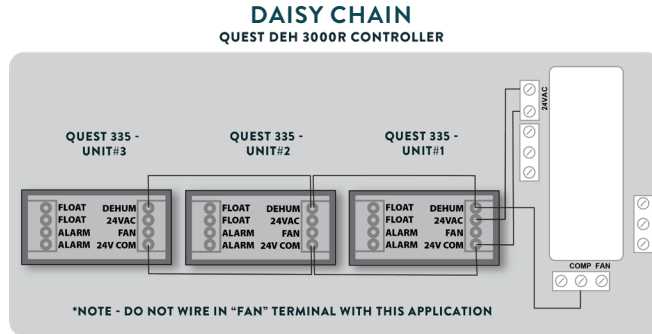 DAISY CHAIN
QUEST DEH 3000R CONTROLLER
24VAC
QUEST 335 -
UNIT#3
QUEST 335 -
UNIT#2
QUEST 335 -
UNIT#1
FLOAT DEHUM
FLOAT 24VAC
ALARM FAN
ALARM 24V COM
FLOAT DEHUM
FLOAT 24VAC
ALARM FAN
ALARM 24V COM
FLOAT DEHUM
FLOAT 24VAC
ALARM FAN
ALARM 24V COM
COMP FAN
*NOTE - DO NOT WIRE IN “FAN” TERMINAL WITH THIS APPLICATION